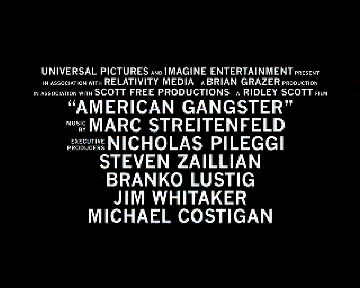 UNIVERSAL PICTURES AND IMAGINE ENTERTAINMENT PRESENT
IN ASSOCIATION WITH RELATIVITY MEDIA A BRIAN GRAZER PRODUCTION
IN ASSOCIATION WITH SCOTT FREE PRODUCTIONS A RIDLEY SCOTT FILM
"AMERICAN GANGSTER"
MUSIC BY MARC STREITENFELD
EXECUTIVE PRODUCERS NICHOLAS PILEGGI
STEVEN ZAILLIAN
BRANKO LUSTIG
JIM WHITAKER
MICHAEL COSTIGAN